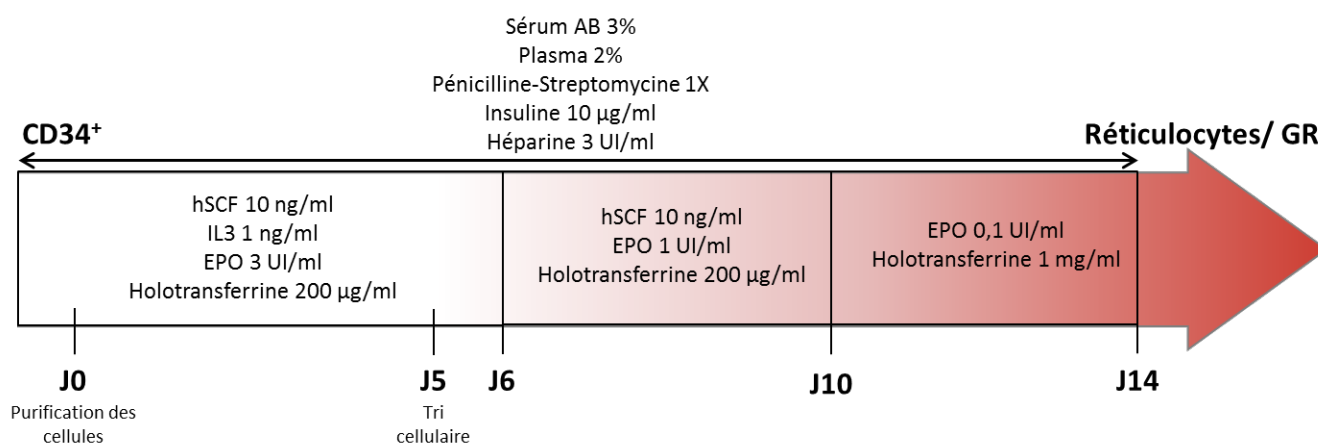 Sérum AB 3%
Plasma 2%
Pénicilline-Streptomycine 1X
Insuline 10 µg/ml
Héparine 3 UI/ml
CD34⁺
Réticulocytes/ GR
hSCF 10 ng/ml
IL3 1 ng/ml
EPO 3 UI/ml
Holotransferrine 200 µg/ml
hSCF 10 ng/ml
EPO 1 UI/ml
Holotransferrine 200 µg/ml
EPO 0,1 UI/ml
Holotransferrine 1 mg/ml
J0
Purification des
cellules
J5
Tri
cellulaire
J6
J10
J14